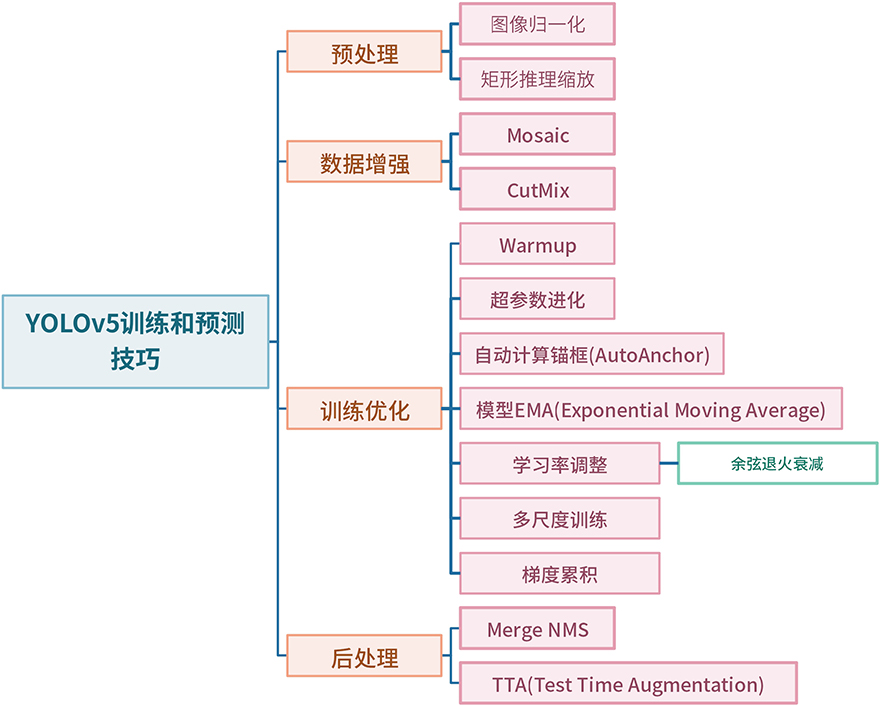 YOLOv5训练和预测
技巧
预处理
图像归一化
矩形推理缩放
数据增强
Mosaic
CutMix
训练优化
Warmup
超参数进化
自动计算锚框(AutoAnchor)
模型EMA(Exponential Moving Average)
学习率调整
余弦退火衰减
多尺度训练
梯度累积
后处理
Merge NMS
TTA(Test Time Augmentation)